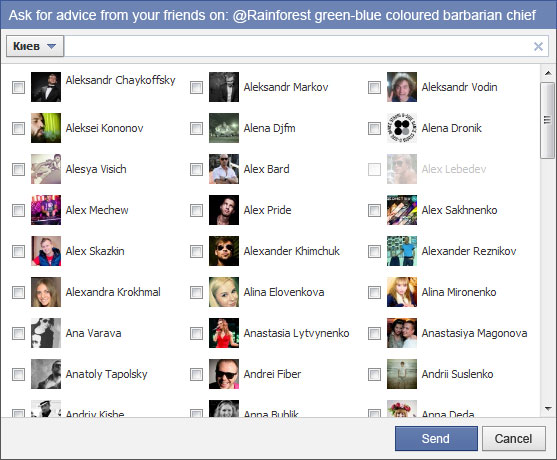 Ask for advice from your friends on: @Rainforest green-blue coloured barbarian chief
Киев
Aleksandr Chaykoffsky
Aleksandr Markov
Aleksandr Vodin
Aleksei Kononov
Alena Djfm
Alena Dronik
Alesya Visich
Alex Bard
Alex Lebedev
Alex Mechew
Alex Pride
Alex Sakhnenko
Alex Skazkin
Alexander Khimchuk
Alexander Reznikov
Alexandra Krokhmal
Alina Elovenkova
Alina Mironenko
Ana Varava
Anastasia Lytvynenko
Anastasiya Magonova
Anatoly Tapolsky
Andrei Fiber
Andrii Suslenko
Andriy Kishe
Anna Bublik
Anna Deda
Send
Cancel